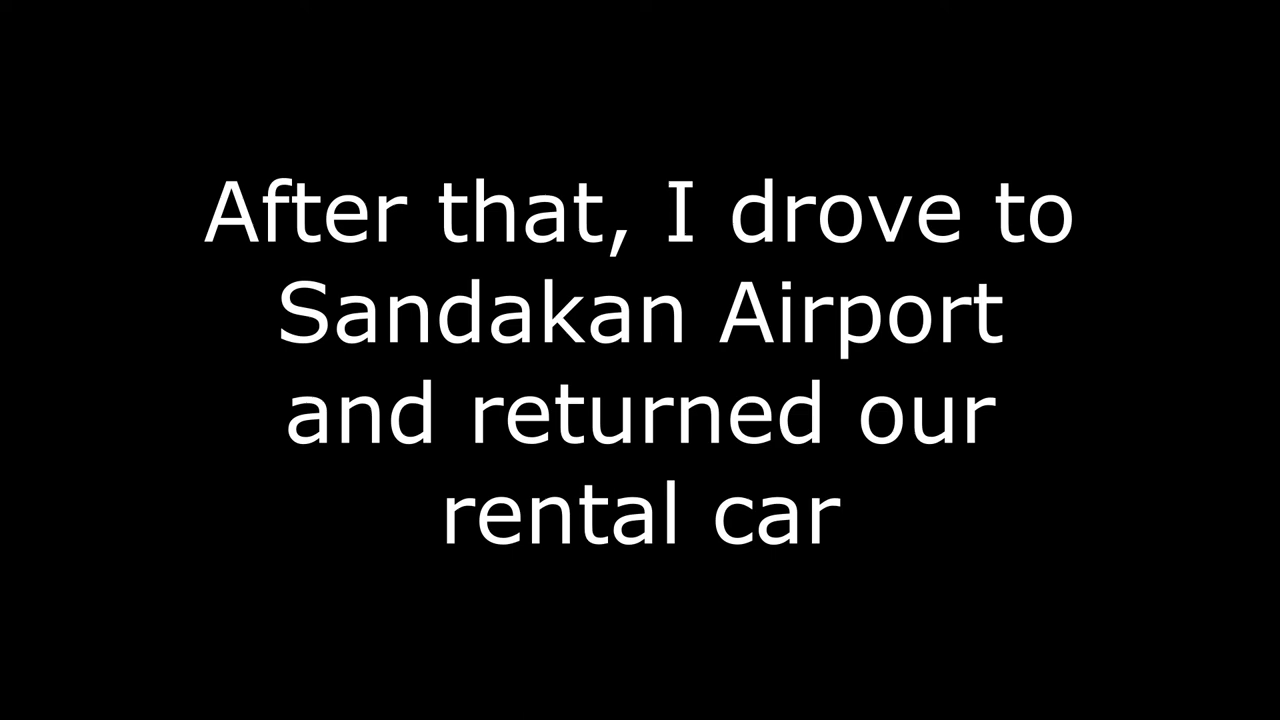 After that, I drove to
Sandakan Airport
and returned our
rental car